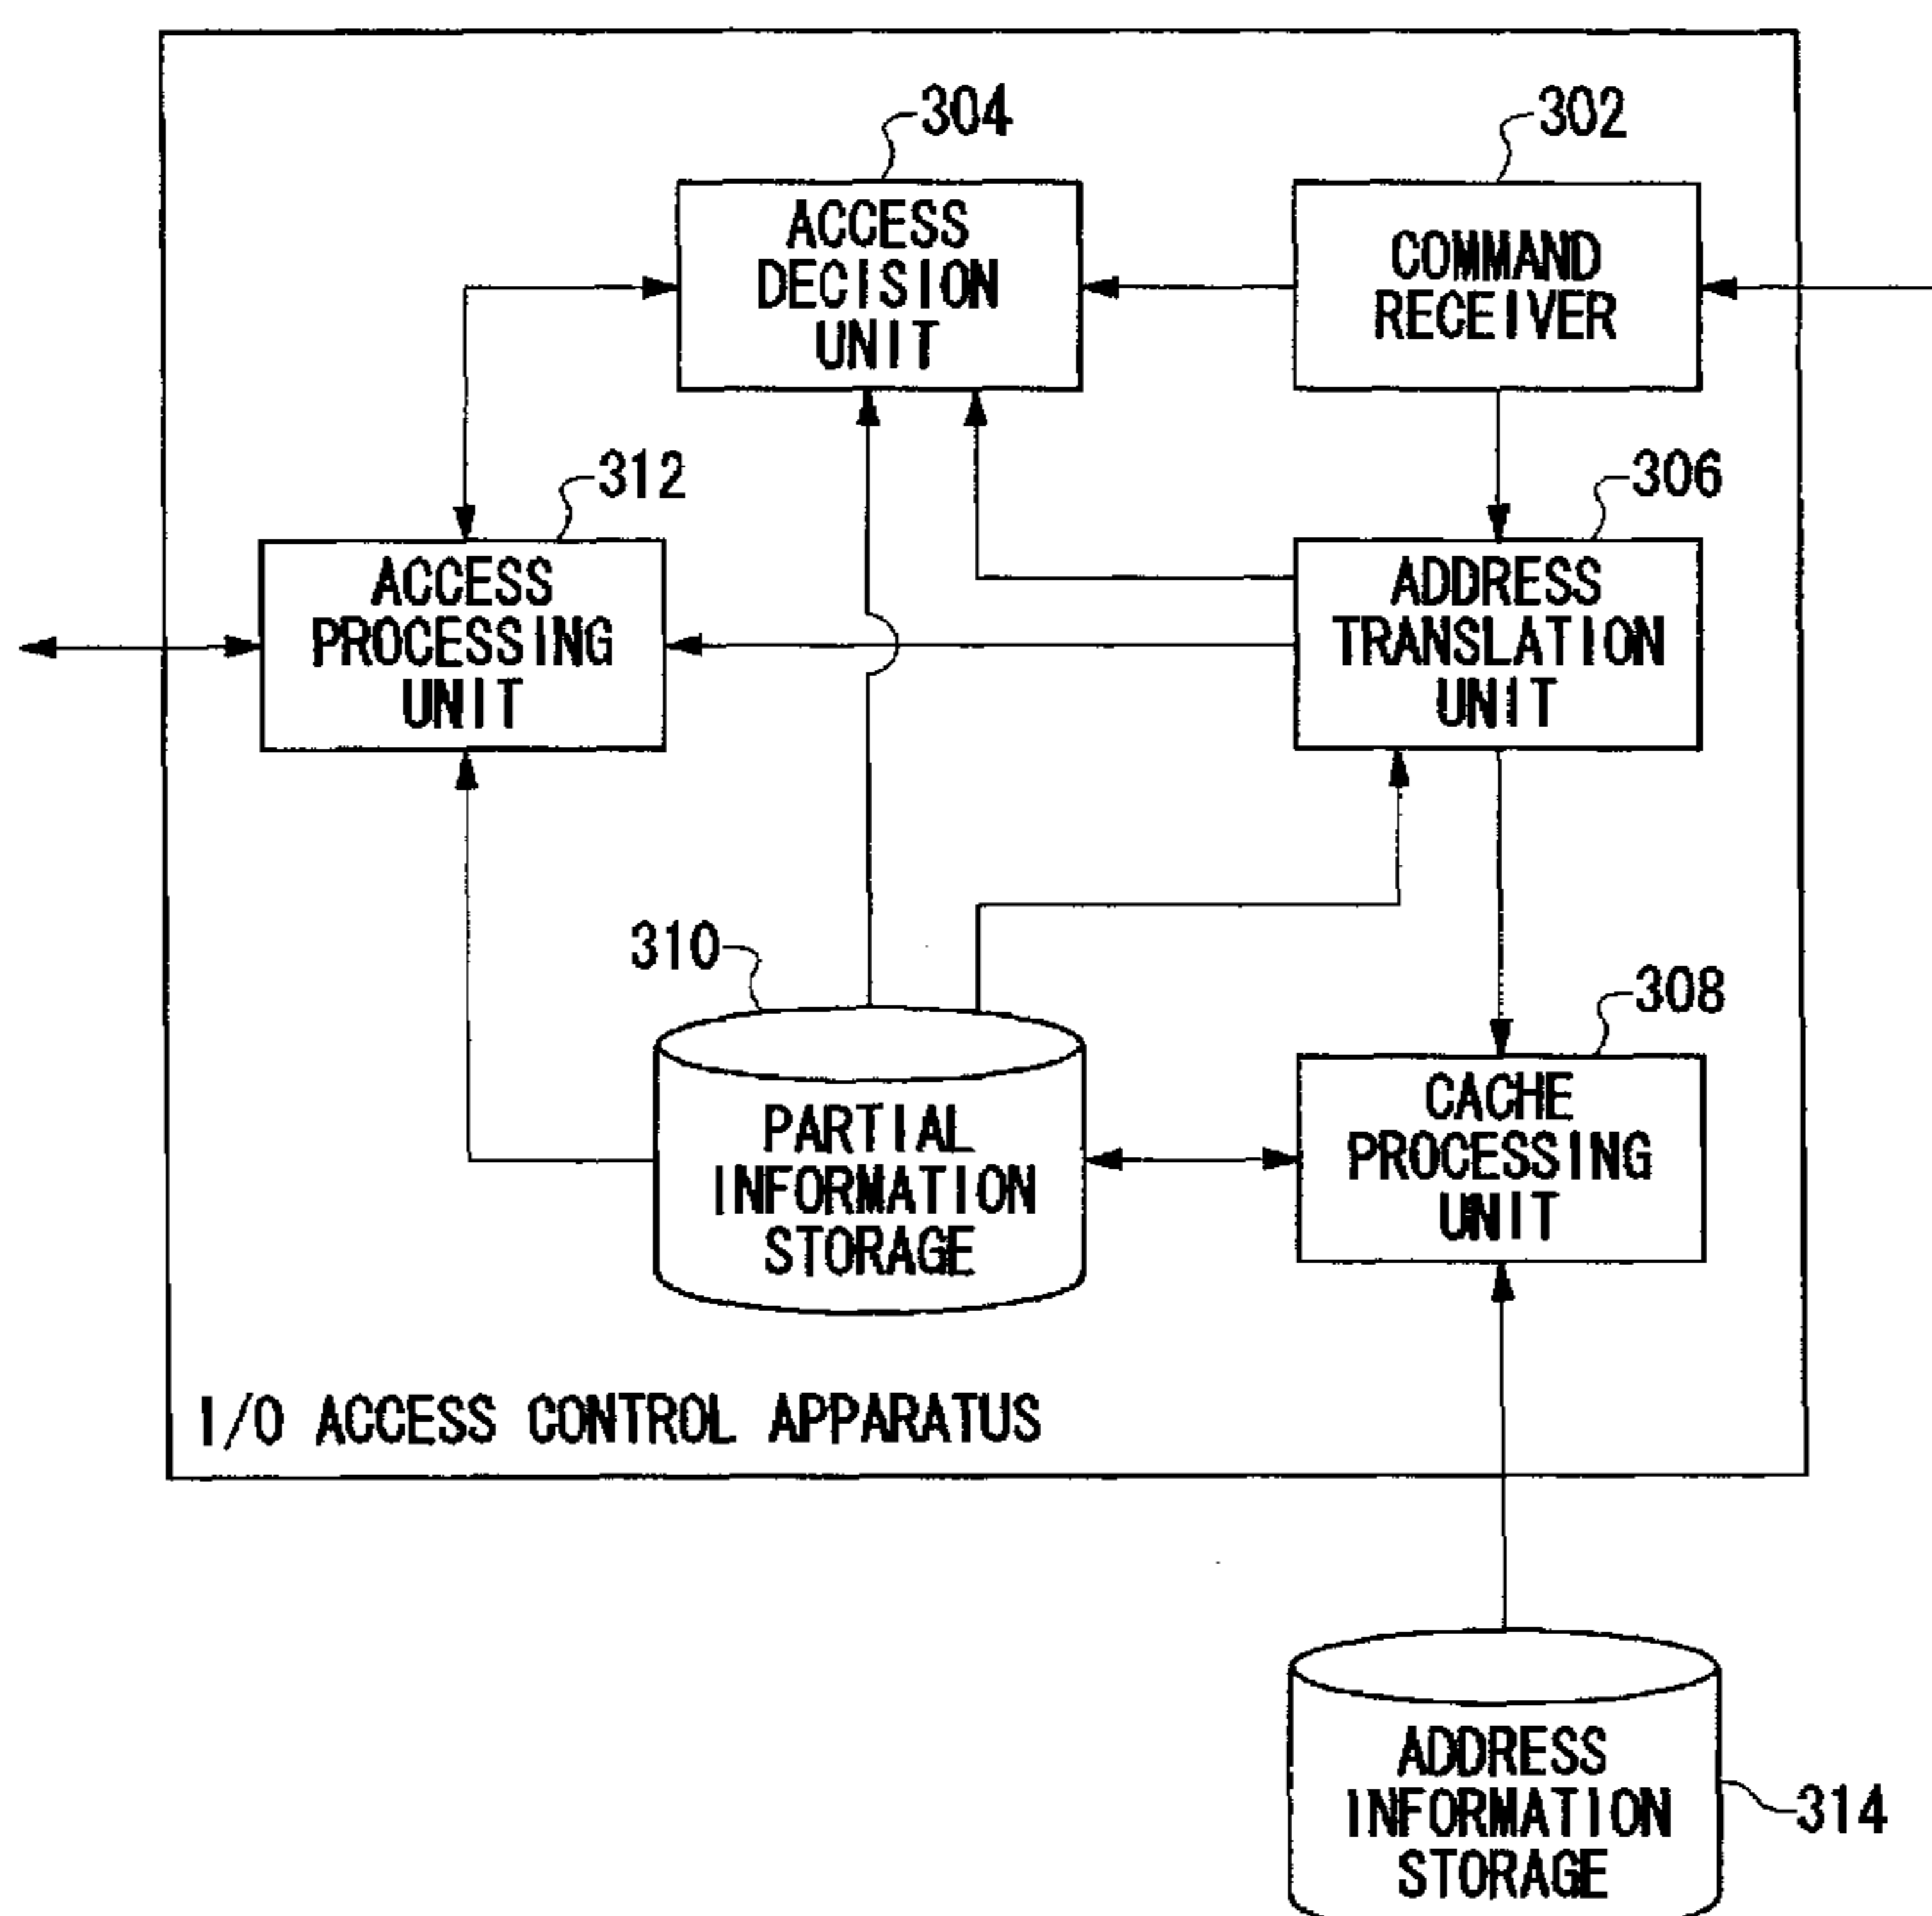 304
302
ACCESS
DECISION
UNIT
COMMAND
RECEIVER
312
306
ACCESS
PROCESSING
UNIT
ADDRESS
TRANSLATION
UNIT
310
308
PARTIAL
INFORMATION
STORAGE
CACHE
PROCESSING
UNIT
I/O ACCESS CONTROL APPARATUS
ADDRESS
INFORMATION
STORAGE
314